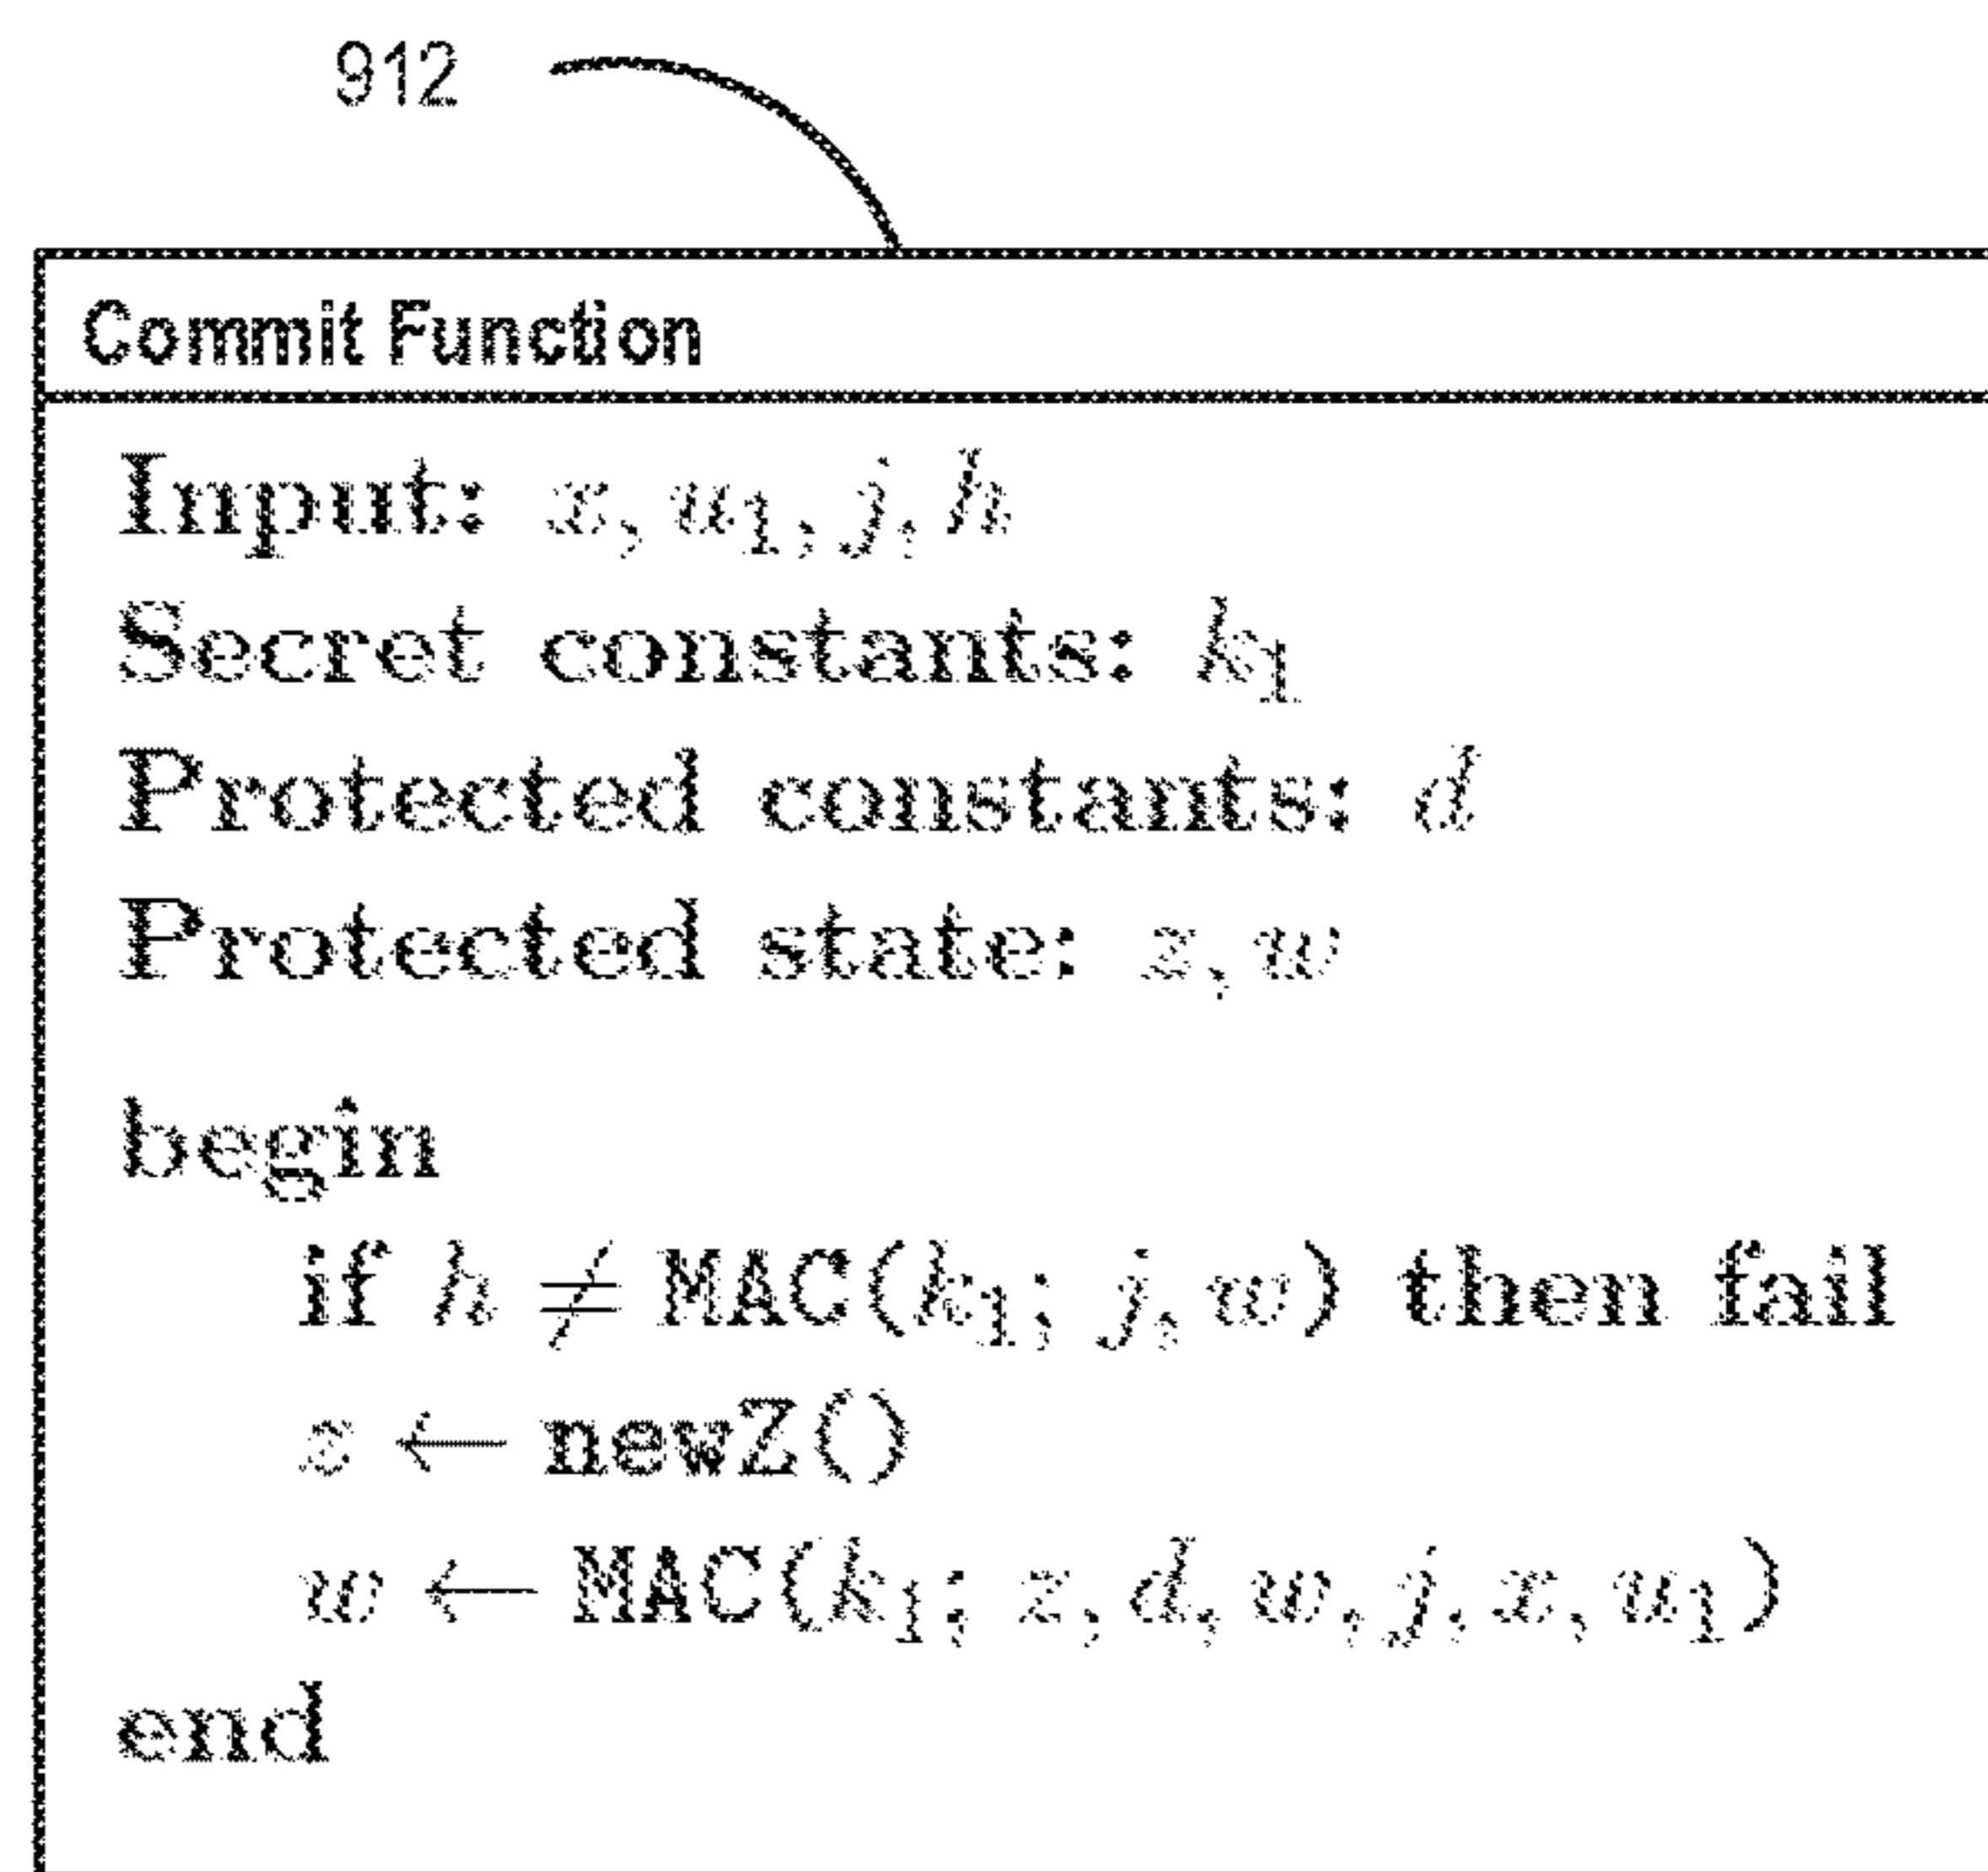 912
Commit Function
Input: x, u₁, j, h
Secret constants: k₁
Protected constants: d
Protected state: z, w
begin
if h ≠ MAC(k₁; j, w) then fail
z ← newZ()
w ← MAC(k₁; z, d, w, j, x, u₁)
end